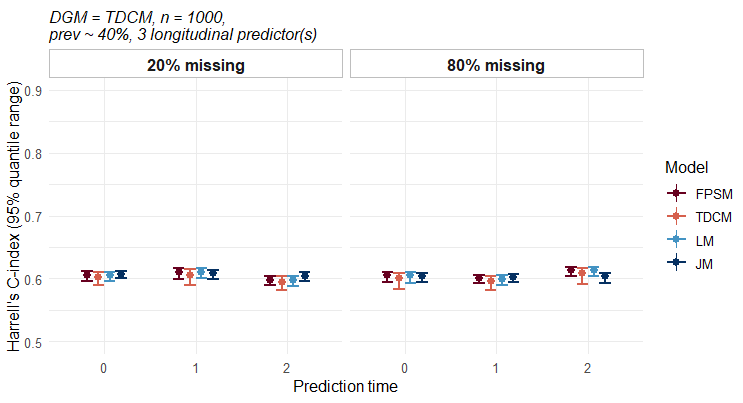 DGM = TDCM, n = 1000,
prev ~ 40%, 3 longitudinal predictor(s)
20% missing
80% missing
Harrell's C-index (95% quantile range)
0.9
0.8
0.7
0.6
0.5
0 1 2
0 1 2
Prediction time
Model
FPSM
TDCM
LM
JM